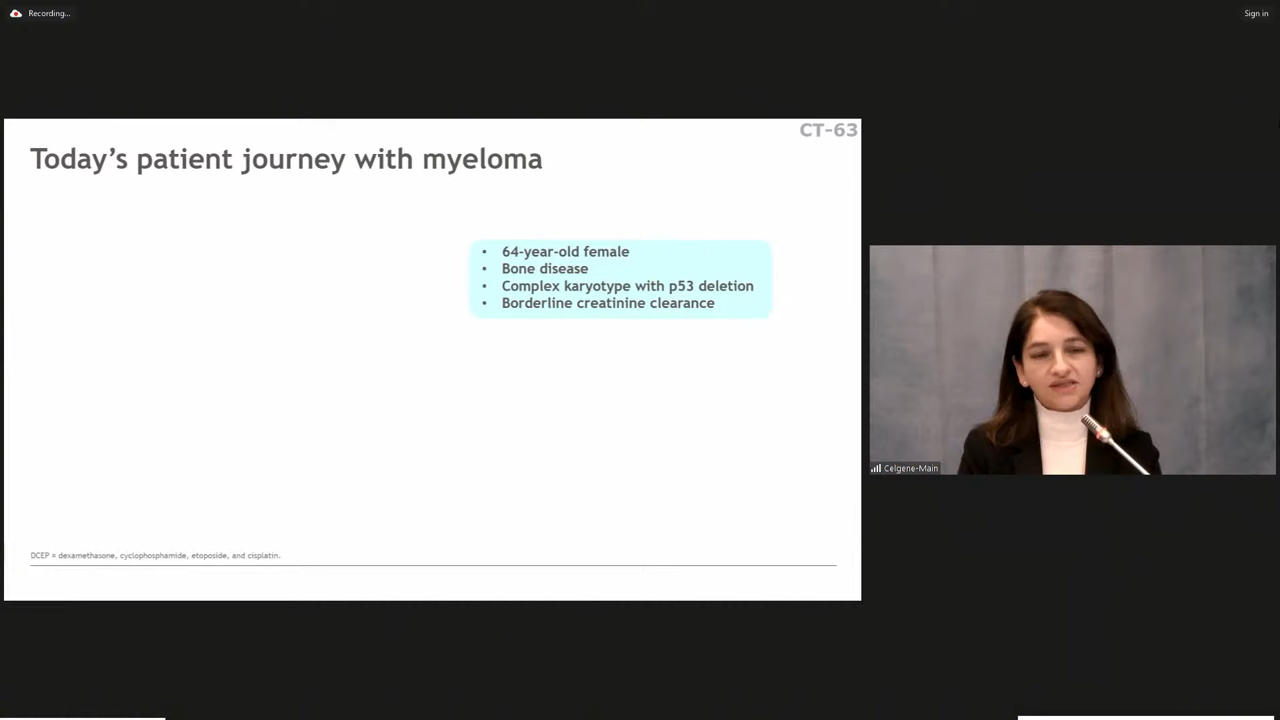 Recording...
Sign in
CT-63
Today's patient journey with myeloma
• 64-year-old female
• Bone disease
• Complex karyotype with p53 deletion
• Borderline creatinine clearance
Celgene-Main
DCEP = dexamethasone, cyclophosphamide, etoposide, and cisplatin.